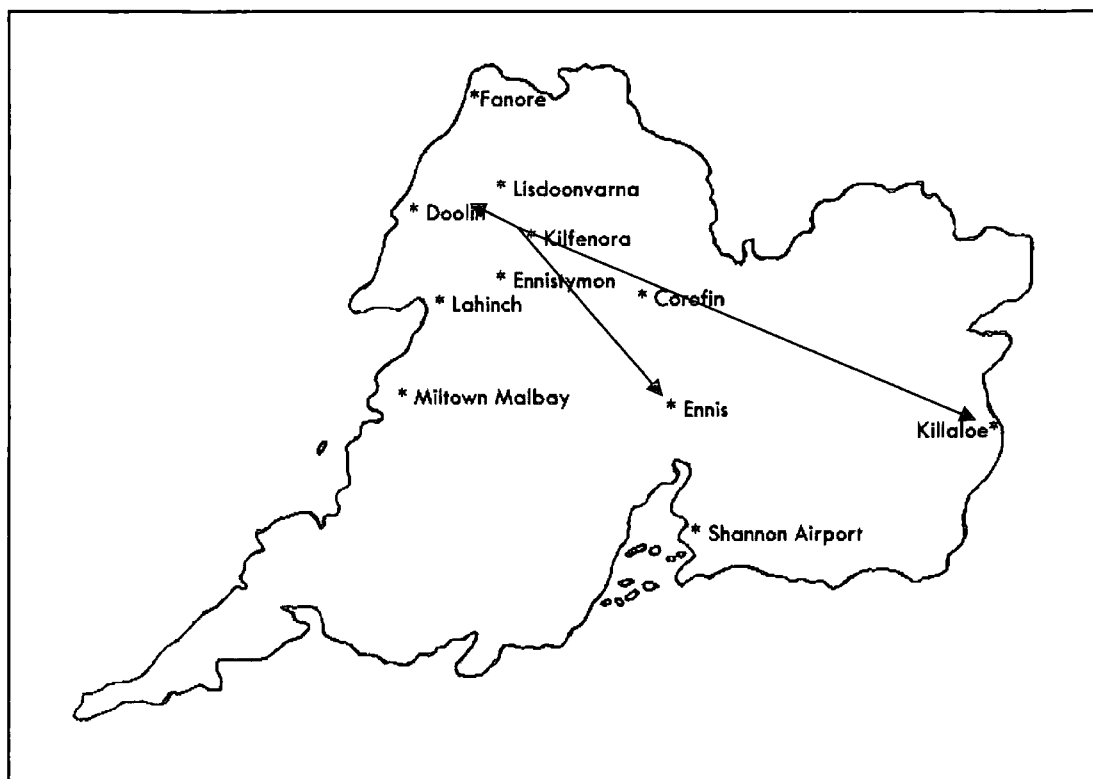 *Fanore
* Lisdoonvarna
* Doolin
* Kilfenora
* Ennistymon
* Corofin
* Lahinch
* Miltown Malbay
* Ennis
Killaloe*
* Shannon Airport